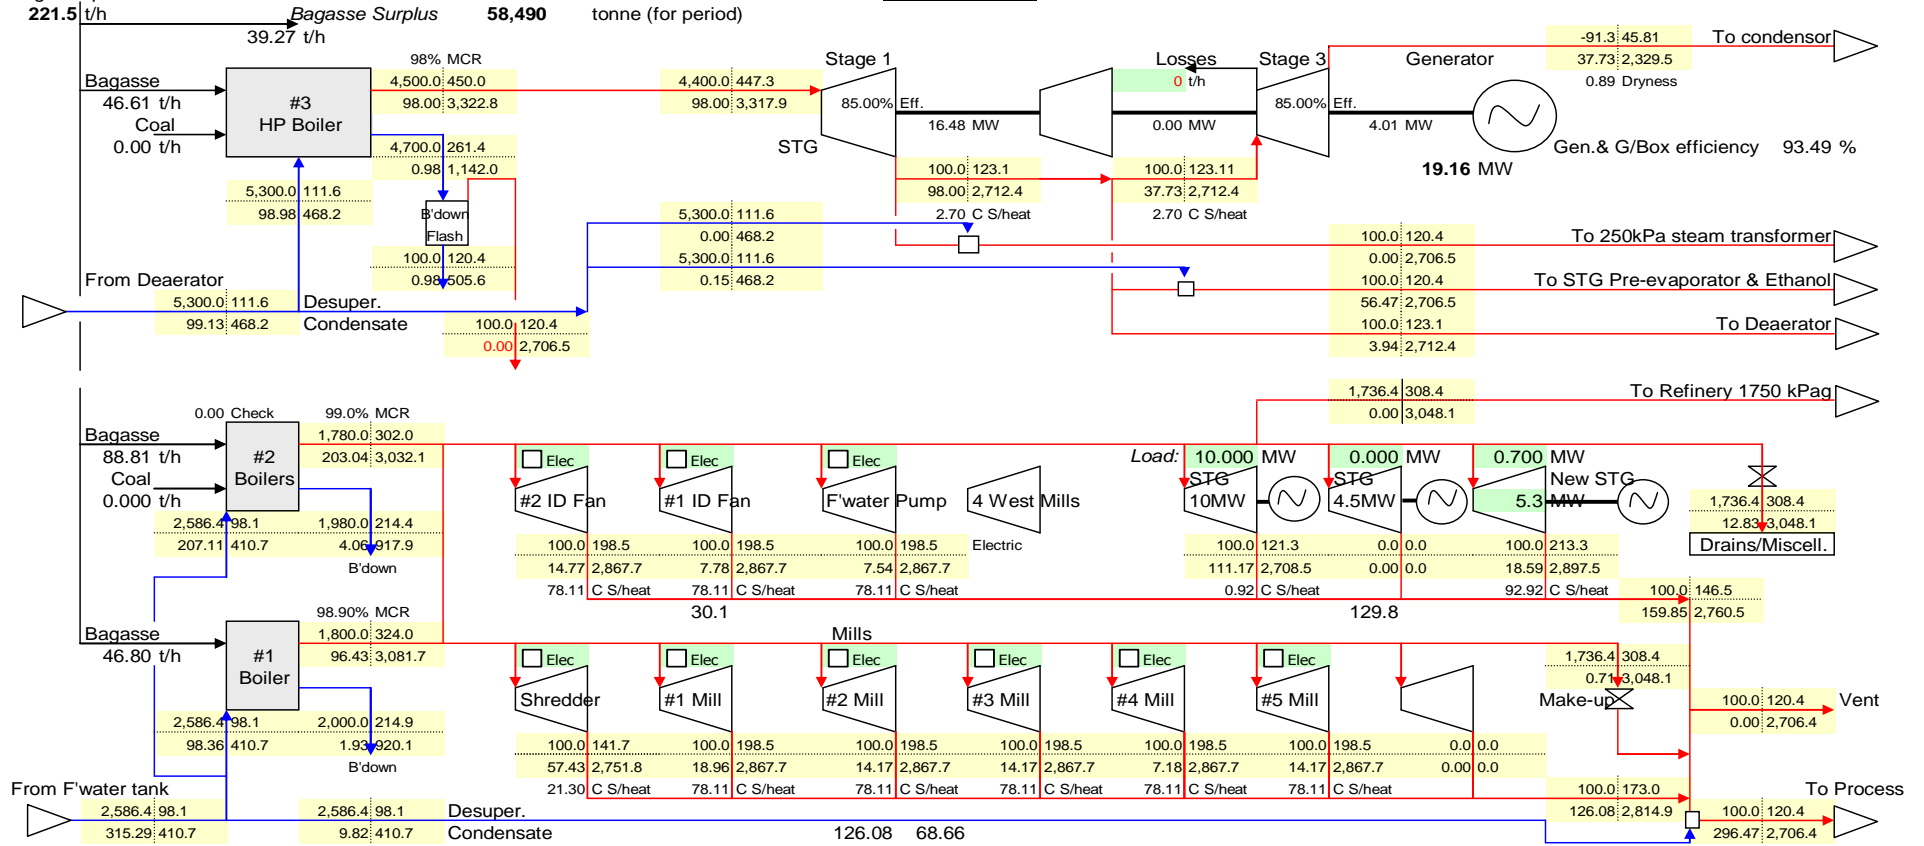 221.5 t/h
Bagasse Surplus 58,490 tonne (for period)
39.27 t/h
-91.3 45.81 To condensor
98% MCR Stage 1 Losses Stage 3 Generator 37.73 2,329.5
Bagasse 4,500.0 450.0 4,400.0 447.3 0 t/h 0.89 Dryness
46.61 t/h #3 98.00 3,322.8 98.00 3,317.9 85.00% Eff. 85.00% Eff.
Coal HP Boiler 16.48 MW 0.00 MW 4.01 MW
0.00 t/h 4,700.0 261.4 STG Gen.& G/Box efficiency 93.49 %
0.98 1,142.0 100.0 123.1 100.0 123.11 19.16 MW
5,300.0 111.6 98.00 2,712.4 37.73 2,712.4
98.98 468.2 B'down 5,300.0 111.6 2.70 C S/heat 2.70 C S/heat
Flash 0.00 468.2 100.0 120.4 To 250kPa steam transformer
100.0 120.4 5,300.0 111.6 0.00 2,706.5
From Deaerator 0.98 505.6 0.15 468.2 100.0 120.4 To STG Pre-evaporator & Ethanol
5,300.0 111.6 Desuper. 56.47 2,706.5
99.13 468.2 Condensate 100.0 120.4 100.0 123.1 To Deaerator
0.00 2,706.5 3.94 2,712.4
1,736.4 308.4 To Refinery 1750 kPag
0.00 Check 99.0% MCR 0.00 3,048.1
Bagasse 1,780.0 302.0
88.81 t/h #2 203.04 3,032.1 Elec Elec Elec Load: 10.000 MW 0.000 MW 0.700 MW
Coal Boilers STG STG New STG
0.000 t/h #2 ID Fan #1 ID Fan F'water Pump 4 West Mills 10MW 4.5MW 5.3 MW 1,736.4 308.4
2,586.4 98.1 1,980.0 214.4 12.83 3,048.1
207.11 410.7 4.06 917.9 100.0 198.5 100.0 198.5 100.0 198.5 Electric 100.0 121.3 0.0 0.0 100.0 213.3 Drains/Miscell.
B'down 14.77 2,867.7 7.78 2,867.7 7.54 2,867.7 111.17 2,708.5 0.00 0.0 18.59 2,897.5
78.11 C S/heat 78.11 C S/heat 78.11 C S/heat 0.92 C S/heat 92.92 C S/heat 100.0 146.5
98.90% MCR 30.1 129.8 159.85 2,760.5
Bagasse 1,800.0 324.0 Mills
46.80 t/h #1 96.43 3,081.7 Elec Elec Elec Elec Elec Elec 1,736.4 308.4
Boiler 0.71 3,048.1
Shredder #1 Mill #2 Mill #3 Mill #4 Mill #5 Mill Make-up 100.0 120.4 Vent
2,586.4 98.1 2,000.0 214.9 0.00 2,706.4
98.36 410.7 1.93 920.1 100.0 141.7 100.0 198.5 100.0 198.5 100.0 198.5 100.0 198.5 100.0 198.5 0.0 0.0
B'down 57.43 2,751.8 18.96 2,867.7 14.17 2,867.7 14.17 2,867.7 7.18 2,867.7 14.17 2,867.7 0.00 0.0
From F'water tank 21.30 C S/heat 78.11 C S/heat 78.11 C S/heat 78.11 C S/heat 78.11 C S/heat 78.11 C S/heat 100.0 173.0 To Process
2,586.4 98.1 2,586.4 98.1 Desuper. 126.08 2,814.9 100.0 120.4
315.29 410.7 9.82 410.7 Condensate 126.08 68.66 296.47 2,706.4